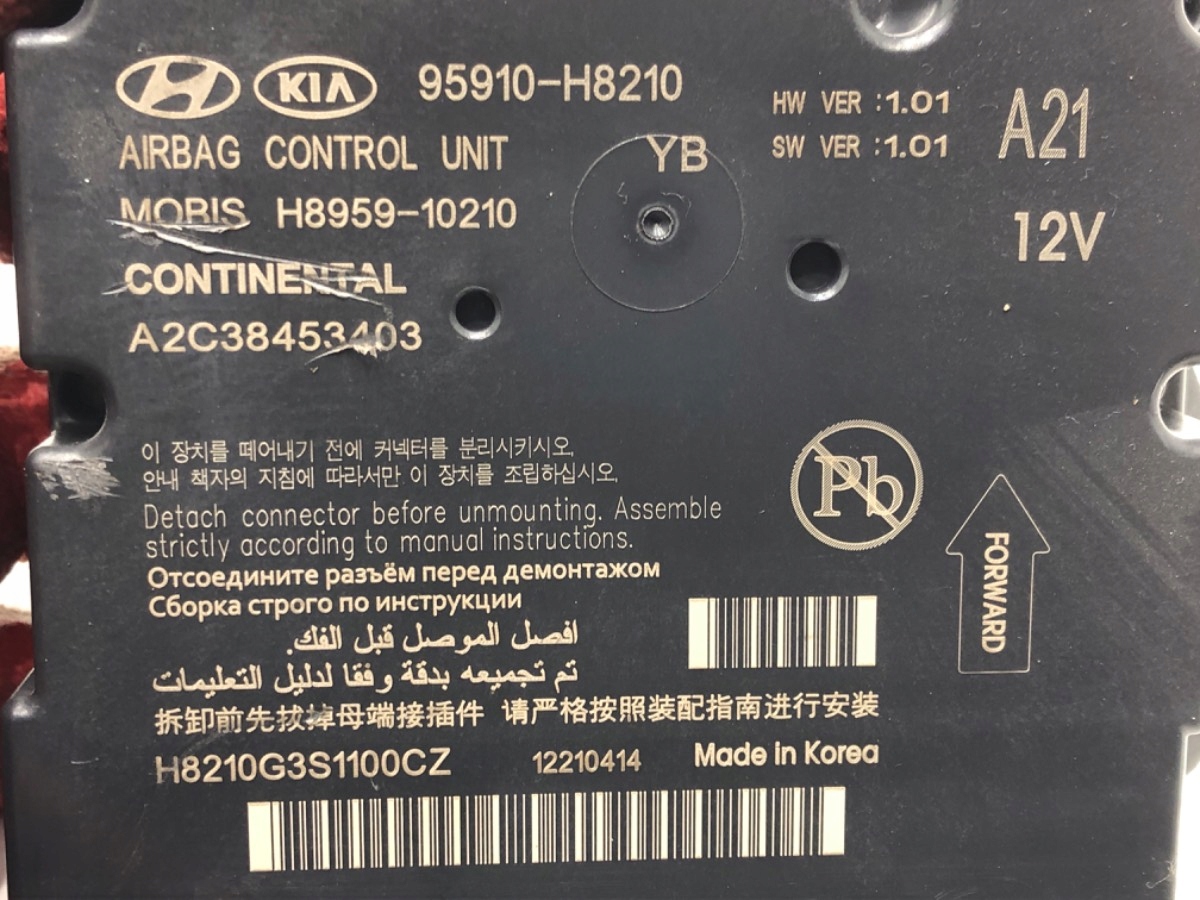 KIA 95910-H8210
HW VER :1.01
SW VER :1.01
A21
AIRBAG CONTROL UNIT
YB
MOBIS H8959-10210
12V
CONTINENTAL
A2C38453403
이 장치를 떼어내기 전에 커넥터를 분리시키시오.
안내 책자의 지침에 따라서만 이 장치를 조립하십시오.
Detach connector before unmounting. Assemble
strictly according to manual instructions.
Pb
FORWARD
Отсоедините разъём перед демонтажом
Сборка строго по инструкции
افصل الموصل قبل الفك.
تم تجميعه بدقة وفقا لدليل التعليمات
拆卸前先拔掉母端接插件 请严格按照装配指南进行安装
H8210G3S1100CZ 12210414 Made in Korea